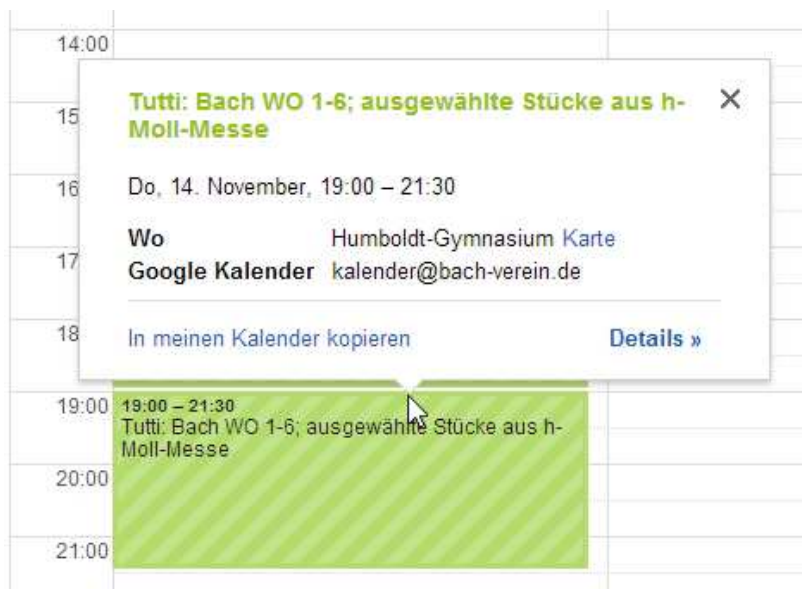 14:00
15
Tutti: Bach WO 1-6; ausgewählte Stücke aus h-
Moll-Messe
16
Do, 14. November, 19:00 – 21:30
17
Wo Humboldt-Gymnasium Karte
Google Kalender kalender@bach-verein.de
18
In meinen Kalender kopieren Details »
19:00
19:00 – 21:30
Tutti: Bach WO 1-6; ausgewählte Stücke aus h-
Moll-Messe
20:00
21:00